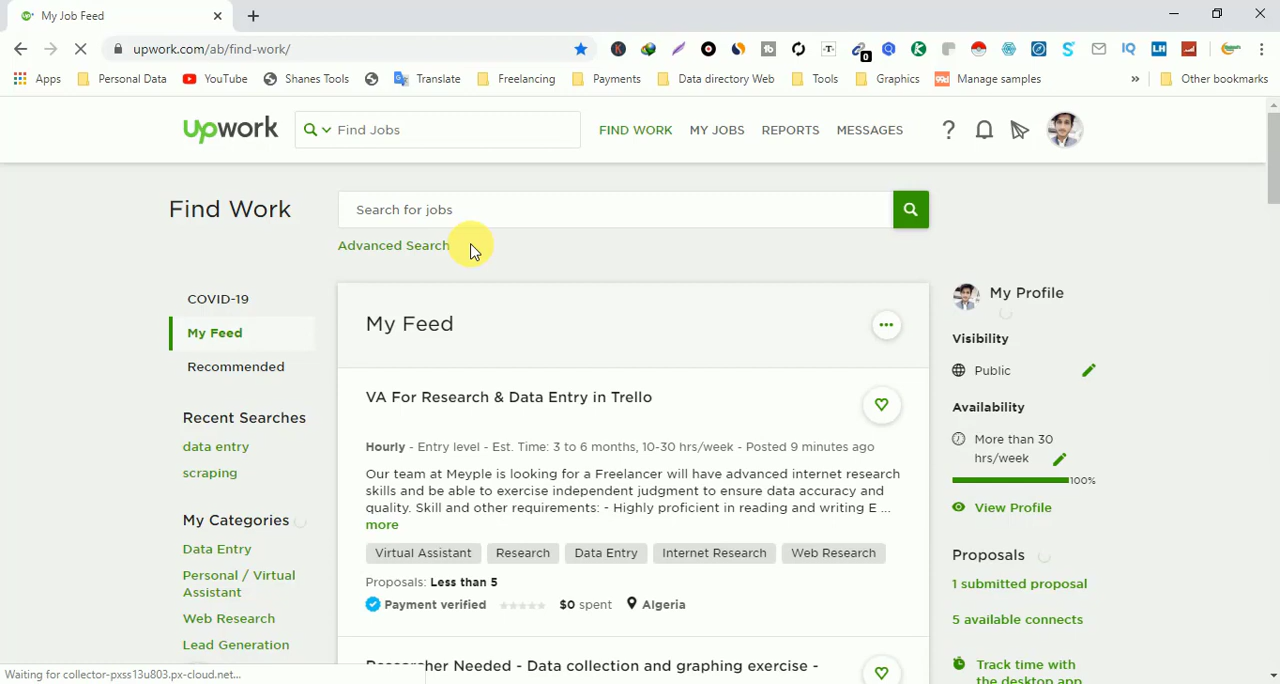 My Job Feed
upwork.com/ab/find-work/
0
Apps
Personal Data
YouTube
Shanes Tools
Translate
Freelancing
Payments
Data directory Web
Tools
Graphics
Manage samples
»
Other bookmarks
Upwork
Find Jobs
FIND WORK
MY JOBS
REPORTS
MESSAGES
Find Work
Search for jobs
Advanced Search
COVID-19
My Feed
Recommended
Recent Searches
data entry
scraping
My Categories
Data Entry
Personal / Virtual
Assistant
Web Research
Lead Generation
My Feed
VA For Research & Data Entry in Trello
Hourly - Entry level - Est. Time: 3 to 6 months, 10-30 hrs/week - Posted 9 minutes ago
Our team at Meyple is looking for a Freelancer will have advanced internet research
skills and be able to exercise independent judgment to ensure data accuracy and
quality. Skill and other requirements: - Highly proficient in reading and writing E ...
more
Virtual Assistant
Research
Data Entry
Internet Research
Web Research
Proposals: Less than 5
Payment verified
$0 spent
Algeria
Researcher Needed - Data collection and graphing exercise -
My Profile
Visibility
Public
Availability
More than 30
hrs/week
100%
View Profile
Proposals
1 submitted proposal
5 available connects
Track time with
the desktop app
Waiting for collector-pxss13u803.px-cloud.net...